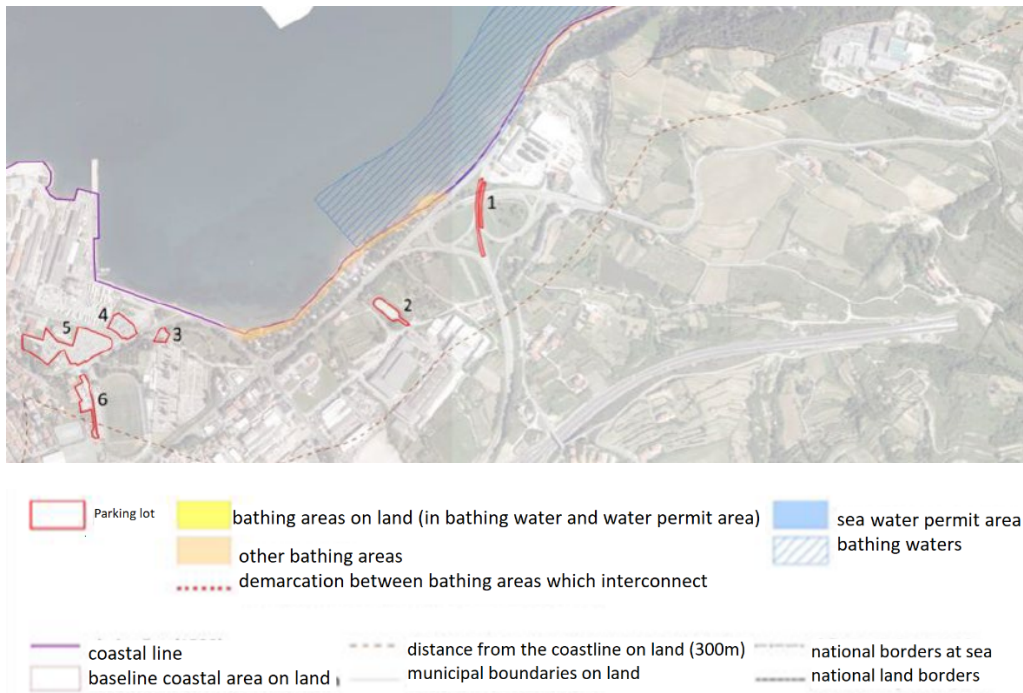 1
2
3
4
5
6
Parking lot
bathing areas on land (in bathing water and water permit area)
other bathing areas
demarcation between bathing areas which interconnect
sea water permit area
bathing waters
coastal line
baseline coastal area on land
distance from the coastline on land (300m)
municipal boundaries on land
national borders at sea
national land borders